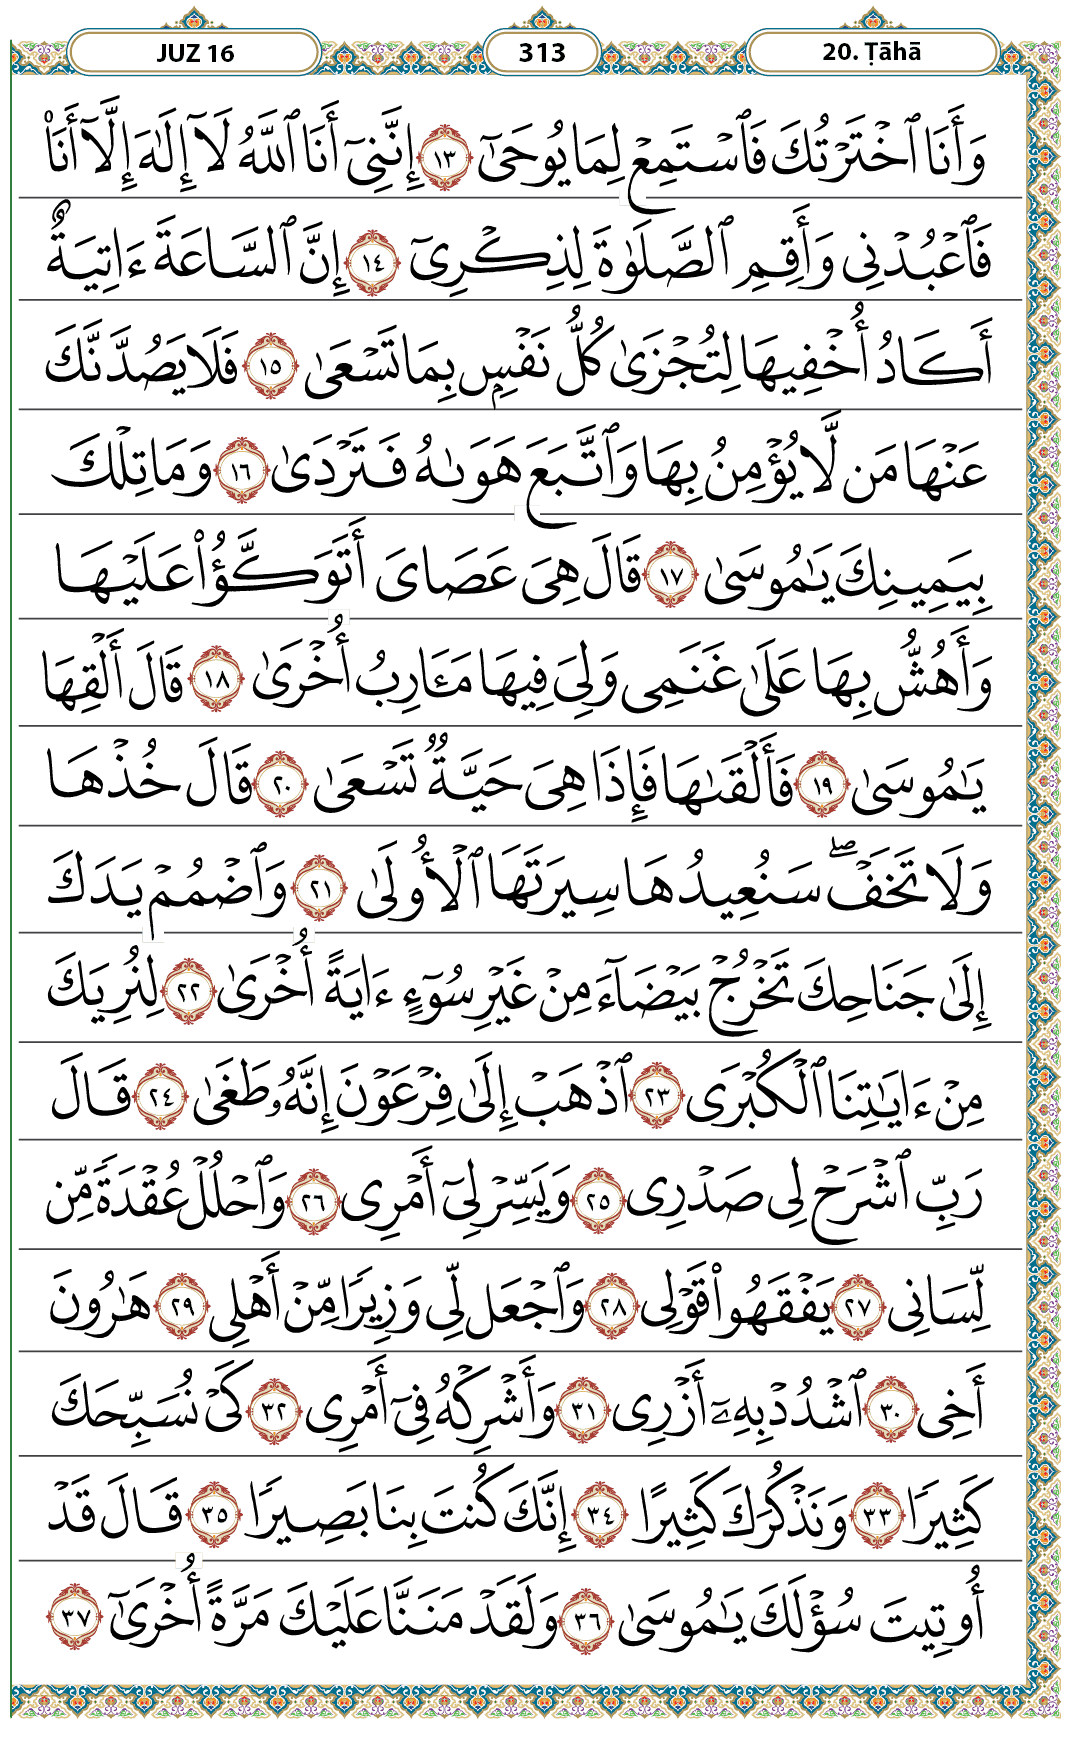 JUZ 16
313
20. Ṭāhā
وَأَنَا ٱخْتَرْتُكَ فَٱسْتَمِعْ لِمَا يُوحَىٰٓ ١٣ إِنَّنِىٓ أَنَا ٱللَّهُ لَآ إِلَٰهَ إِلَّآ أَنَا۠
فَٱعْبُدْنِى وَأَقِمِ ٱلصَّلَوٰةَ لِذِكْرِىٓ ١٤ إِنَّ ٱلسَّاعَةَ ءَاتِيَةٌ
أَكَادُ أُخْفِيهَا لِتُجْزَىٰ كُلُّ نَفْسٍۭ بِمَا تَسْعَىٰ ١٥ فَلَا يَصُدَّنَّكَ
عَنْهَا مَن لَّا يُؤْمِنُ بِهَا وَٱتَّبَعَ هَوَىٰهُ فَتَرْدَىٰ ١٦ وَمَا تِلْكَ
بِيَمِينِكَ يَٰمُوسَىٰ ١٧ قَالَ هِىَ عَصَاىَ أَتَوَكَّؤُا۟ عَلَيْهَا
وَأَهُشُّ بِهَا عَلَىٰ غَنَمِى وَلِىَ فِيهَا مَـَٔارِبُ أُخْرَىٰ ١٨ قَالَ أَلْقِهَا
يَٰمُوسَىٰ ١٩ فَأَلْقَىٰهَا فَإِذَا هِىَ حَيَّةٌ تَسْعَىٰ ٢٠ قَالَ خُذْهَا
وَلَا تَخَفْ ۖ سَنُعِيدُهَا سِيرَتَهَا ٱلْأُولَىٰ ٢١ وَٱضْمُمْ يَدَكَ
إِلَىٰ جَنَاحِكَ تَخْرُجْ بَيْضَآءَ مِنْ غَيْرِ سُوٓءٍ ءَايَةً أُخْرَىٰ ٢٢ لِنُرِيَكَ
مِنْ ءَايَٰتِنَا ٱلْكُبْرَى ٢٣ ٱذْهَبْ إِلَىٰ فِرْعَوْنَ إِنَّهُۥ طَغَىٰ ٢٤ قَالَ
رَبِّ ٱشْرَحْ لِى صَدْرِى ٢٥ وَيَسِّرْ لِىٓ أَمْرِى ٢٦ وَٱحْلُلْ عُقْدَةً مِّن
لِّسَانِى ٢٧ يَفْقَهُوا۟ قَوْلِى ٢٨ وَٱجْعَل لِّى وَزِيرًا مِّنْ أَهْلِى ٢٩ هَٰرُونَ
أَخِى ٣٠ ٱشْدُدْ بِهِۦٓ أَزْرِى ٣١ وَأَشْرِكْهُ فِىٓ أَمْرِى ٣٢ كَىْ نُسَبِّحَكَ
كَثِيرًا ٣٣ وَنَذْكُرَكَ كَثِيرًا ٣٤ إِنَّكَ كُنتَ بِنَا بَصِيرًا ٣٥ قَالَ قَدْ
أُوتِيتَ سُؤْلَكَ يَٰمُوسَىٰ ٣٦ وَلَقَدْ مَنَنَّا عَلَيْكَ مَرَّةً أُخْرَىٰٓ ٣٧